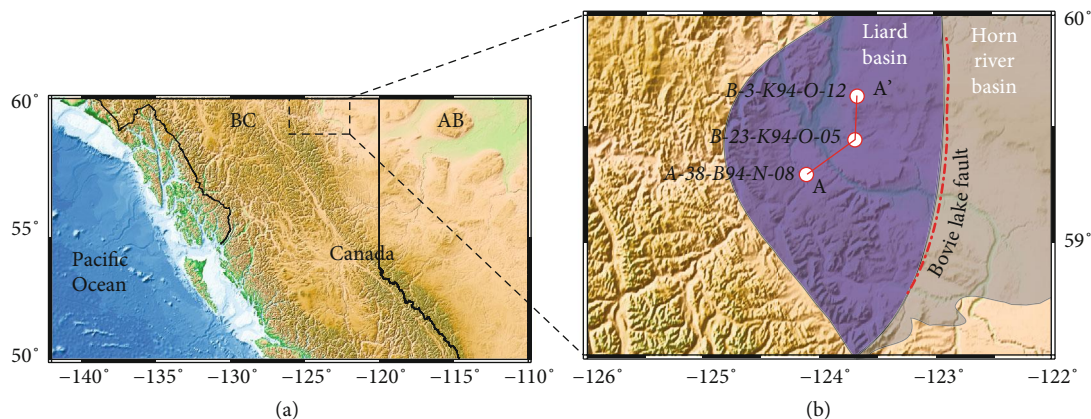 60˚
55˚
50˚
BC
AB
Canada
Pacific
Ocean
−140˚ −135˚ −130˚ −125˚ −120˚ −115˚ −110˚
(a)
Liard
basin
Horn
river
basin
B-3-K94-O-12
A’
B-23-K94-O-05
A-38-B94-N-08
A
Bovie lake fault
60˚
59˚
−126˚ −125˚ −124˚ −123˚ −122˚
(b)